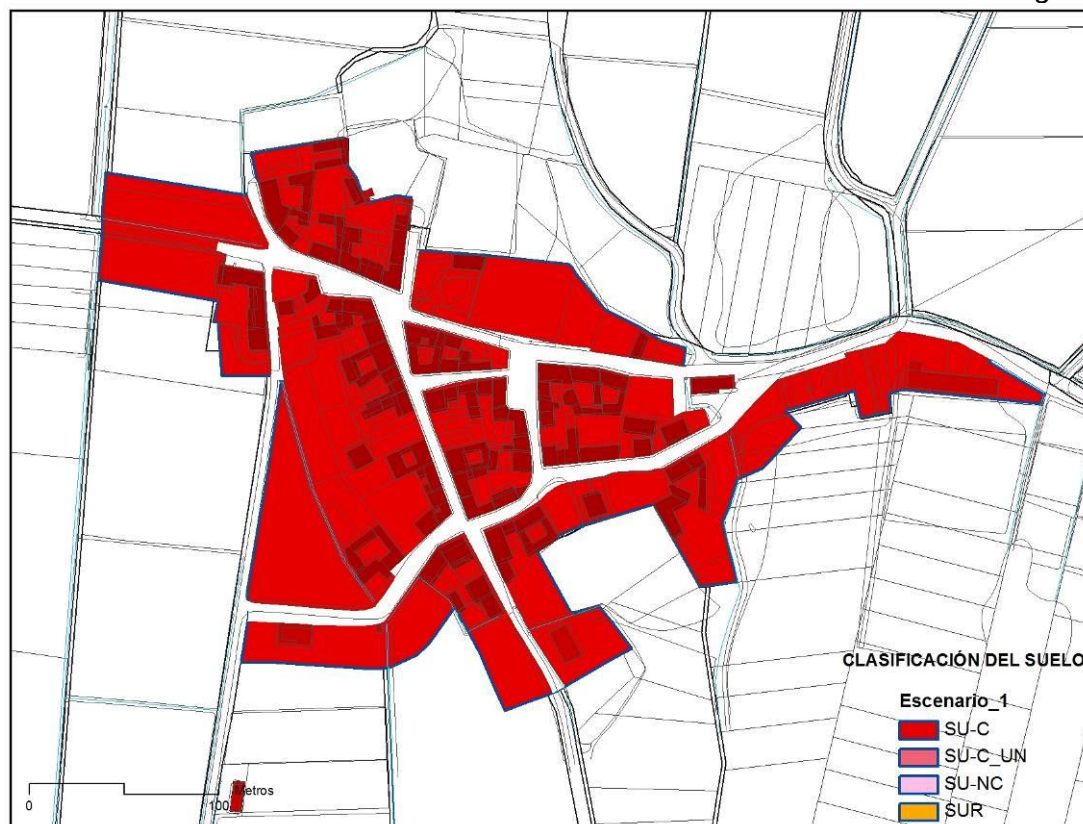 CLASIFICACIÓN DEL SUELO
Escenario_1
SU-C
SU-C_UN
SU-NC
SUR
Metros
0 100